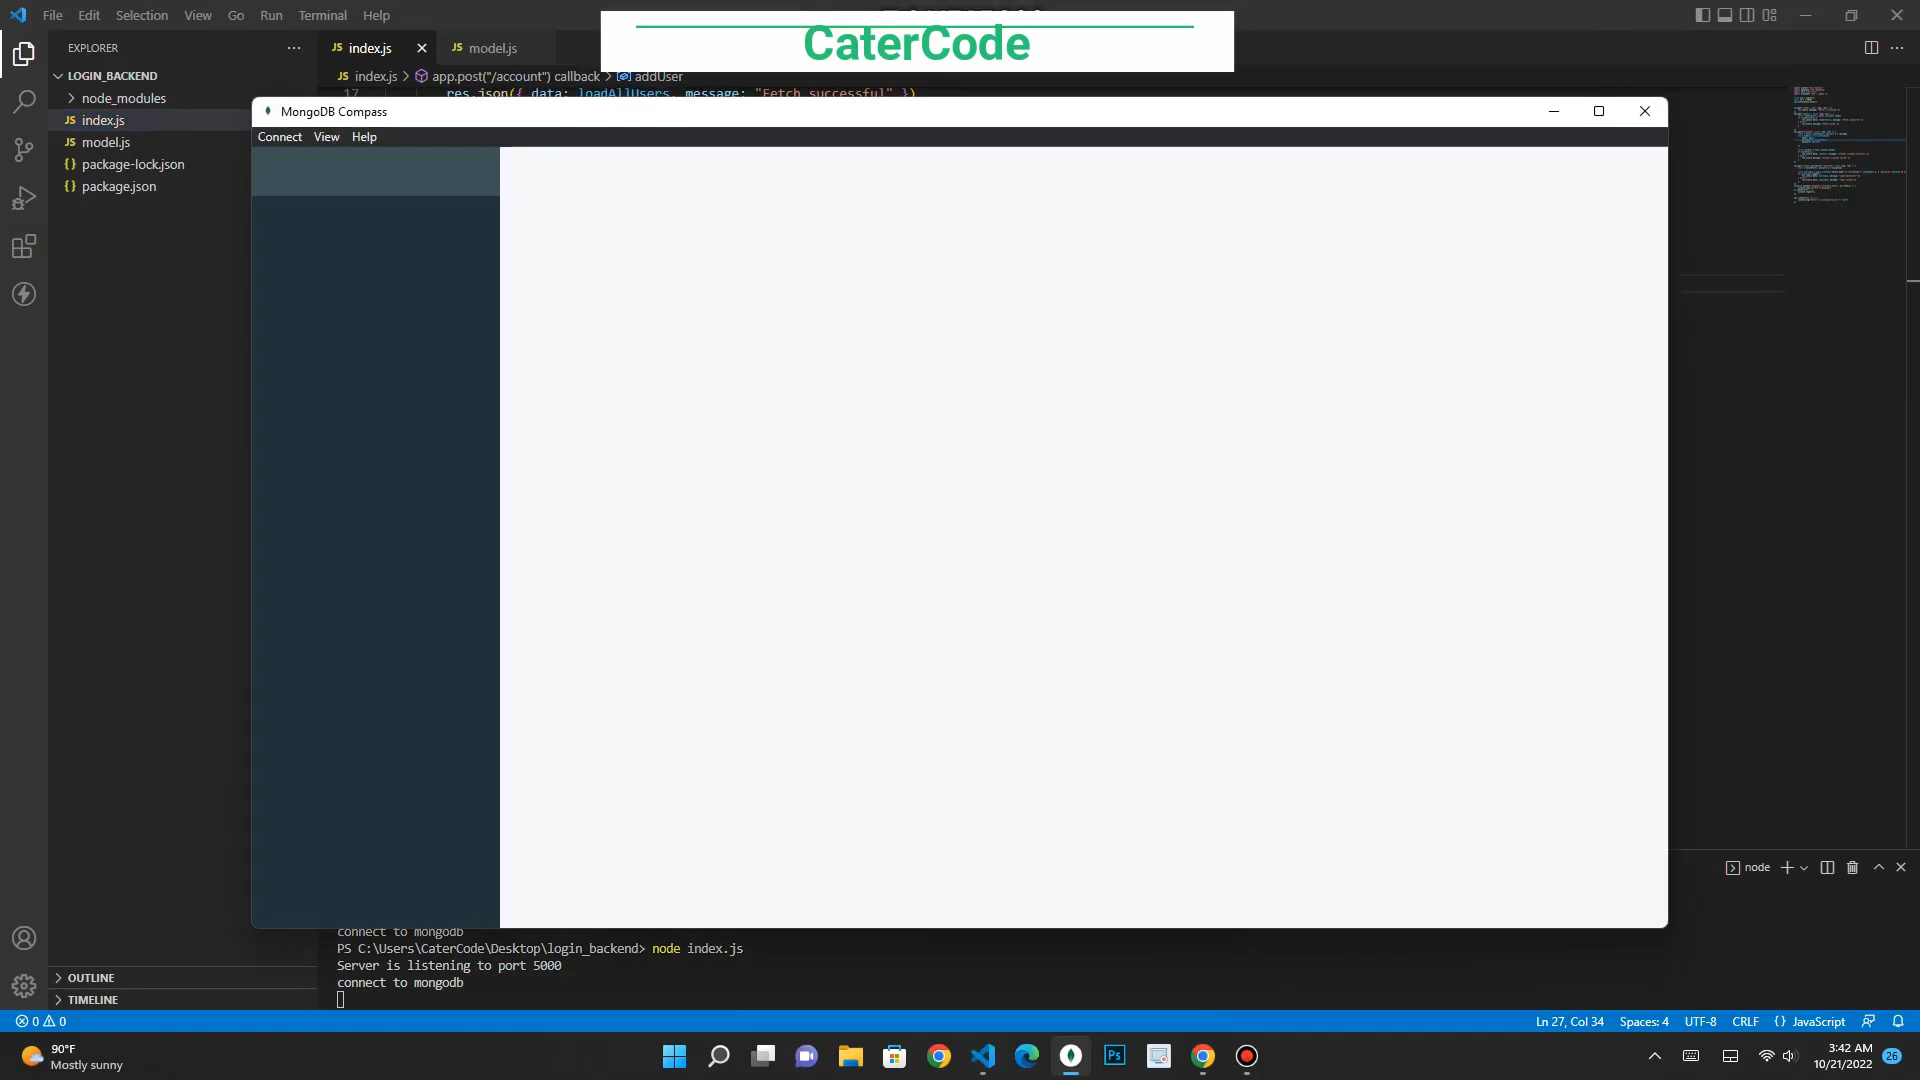 File Edit Selection View Go Run Terminal Help
CaterCode
EXPLORER
JS index.js
JS model.js
LOGIN_BACKEND
JS index.js > app.post("/account") callback > addUser
node_modules
17 res.json({ data: loadAllUsers, message: "Fetch successful" })
MongoDB Compass
JS index.js
Connect View Help
JS model.js
{} package-lock.json
{} package.json
node
connect to mongodb
PS C:\Users\CaterCode\Desktop\login_backend> node index.js
Server is listening to port 5000
connect to mongodb
OUTLINE
TIMELINE
0 0
Ln 27, Col 34 Spaces: 4 UTF-8 CRLF {} JavaScript
90°F
Mostly sunny
Ps
3:42 AM
10/21/2022
26